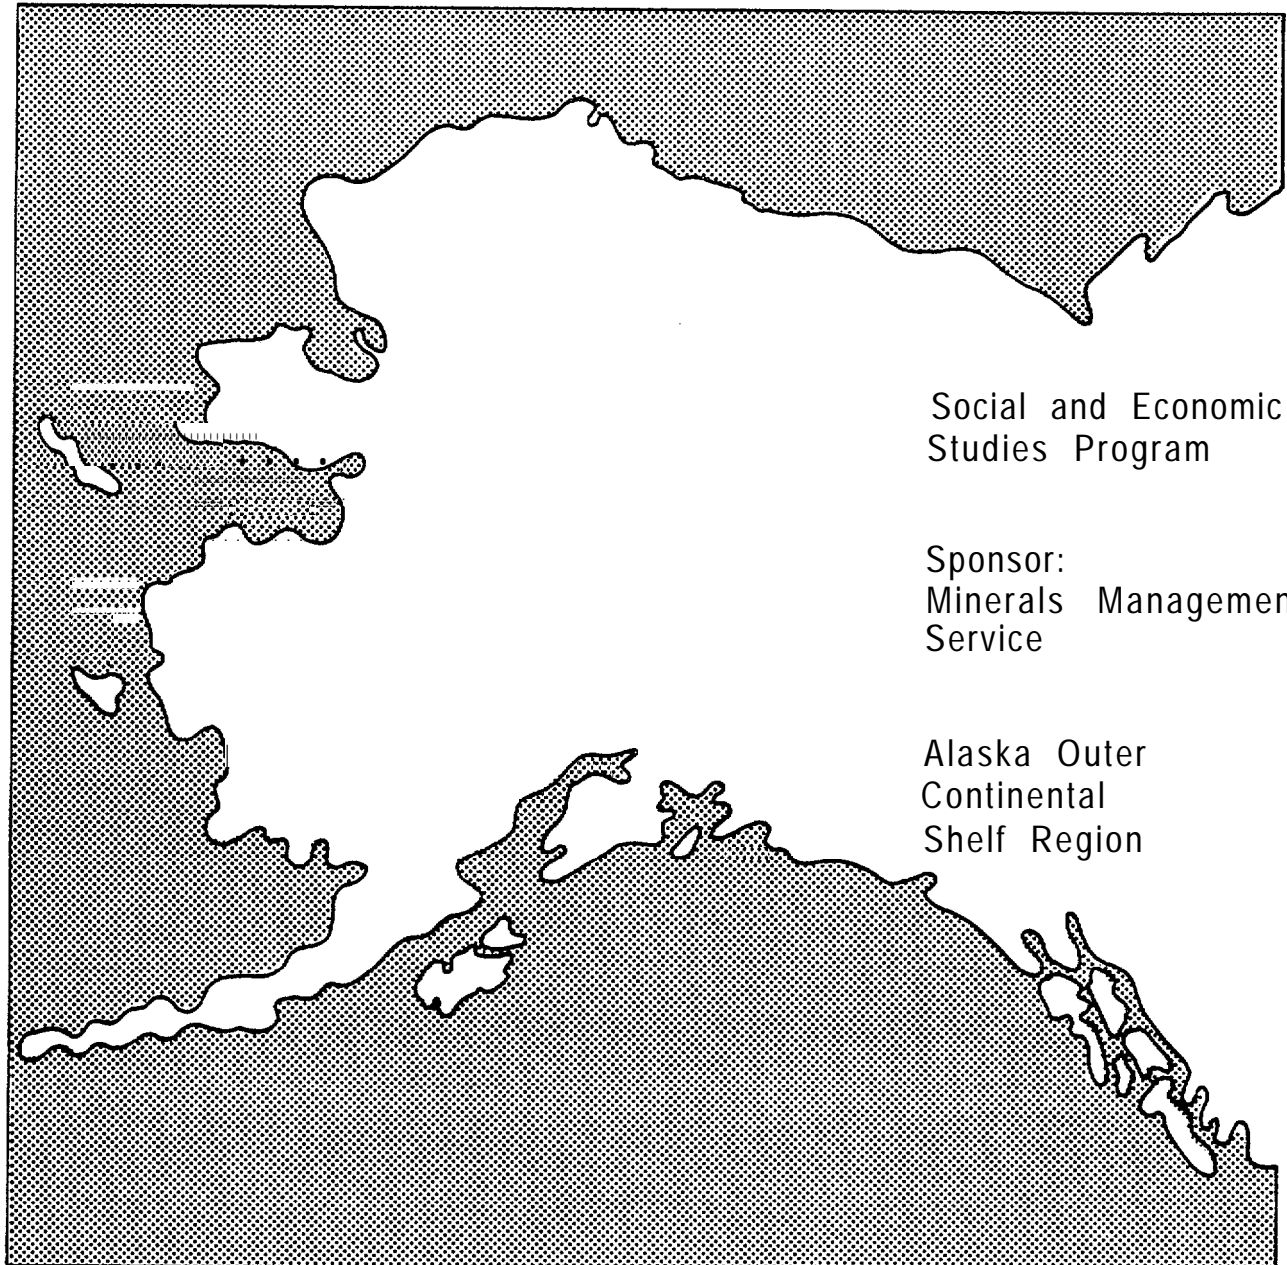 Social and Economic
Studies Program
Sponsor:
Minerals Managemen
Service
Alaska Outer
Continental
Shelf Region